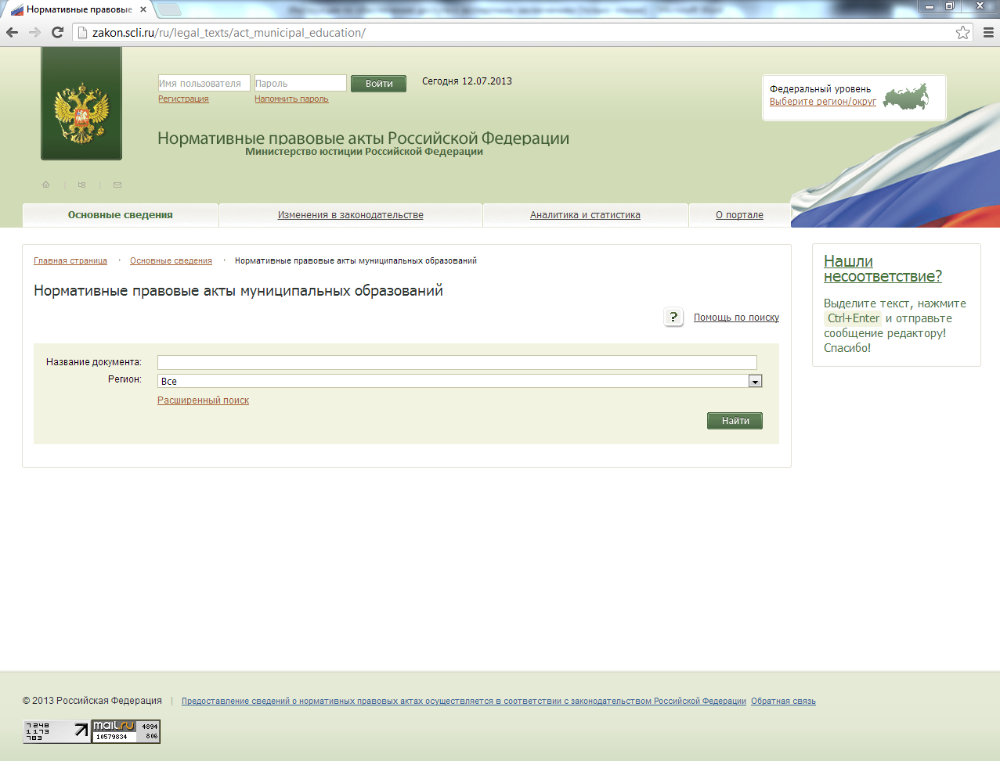 Нормативные правовые
zakon.scli.ru/ru/legal_texts/act_municipal_education/
Имя пользователя
Пароль
Войти
Сегодня 12.07.2013
Регистрация
Напомнить пароль
Федеральный уровень
Выберите регион/округ
Нормативные правовые акты Российской Федерации
Министерство юстиции Российской Федерации
Основные сведения
Изменения в законодательстве
Аналитика и статистика
О портале
Главная страница
Основные сведения
Нормативные правовые акты муниципальных образований
Нормативные правовые акты муниципальных образований
?
Помощь по поиску
Название документа:
Регион:
Все
Расширенный поиск
Найти
Нашли
несоответствие?
Выделите текст, нажмите
Ctrl+Enter и отправьте
сообщение редактору!
Спасибо!
© 2013 Российская Федерация
Предоставление сведений о нормативных правовых актах осуществляется в соответствии с законодательством Российской Федерации
Обратная связь
7248
1173
783
mail.ru
4894
10579834
806